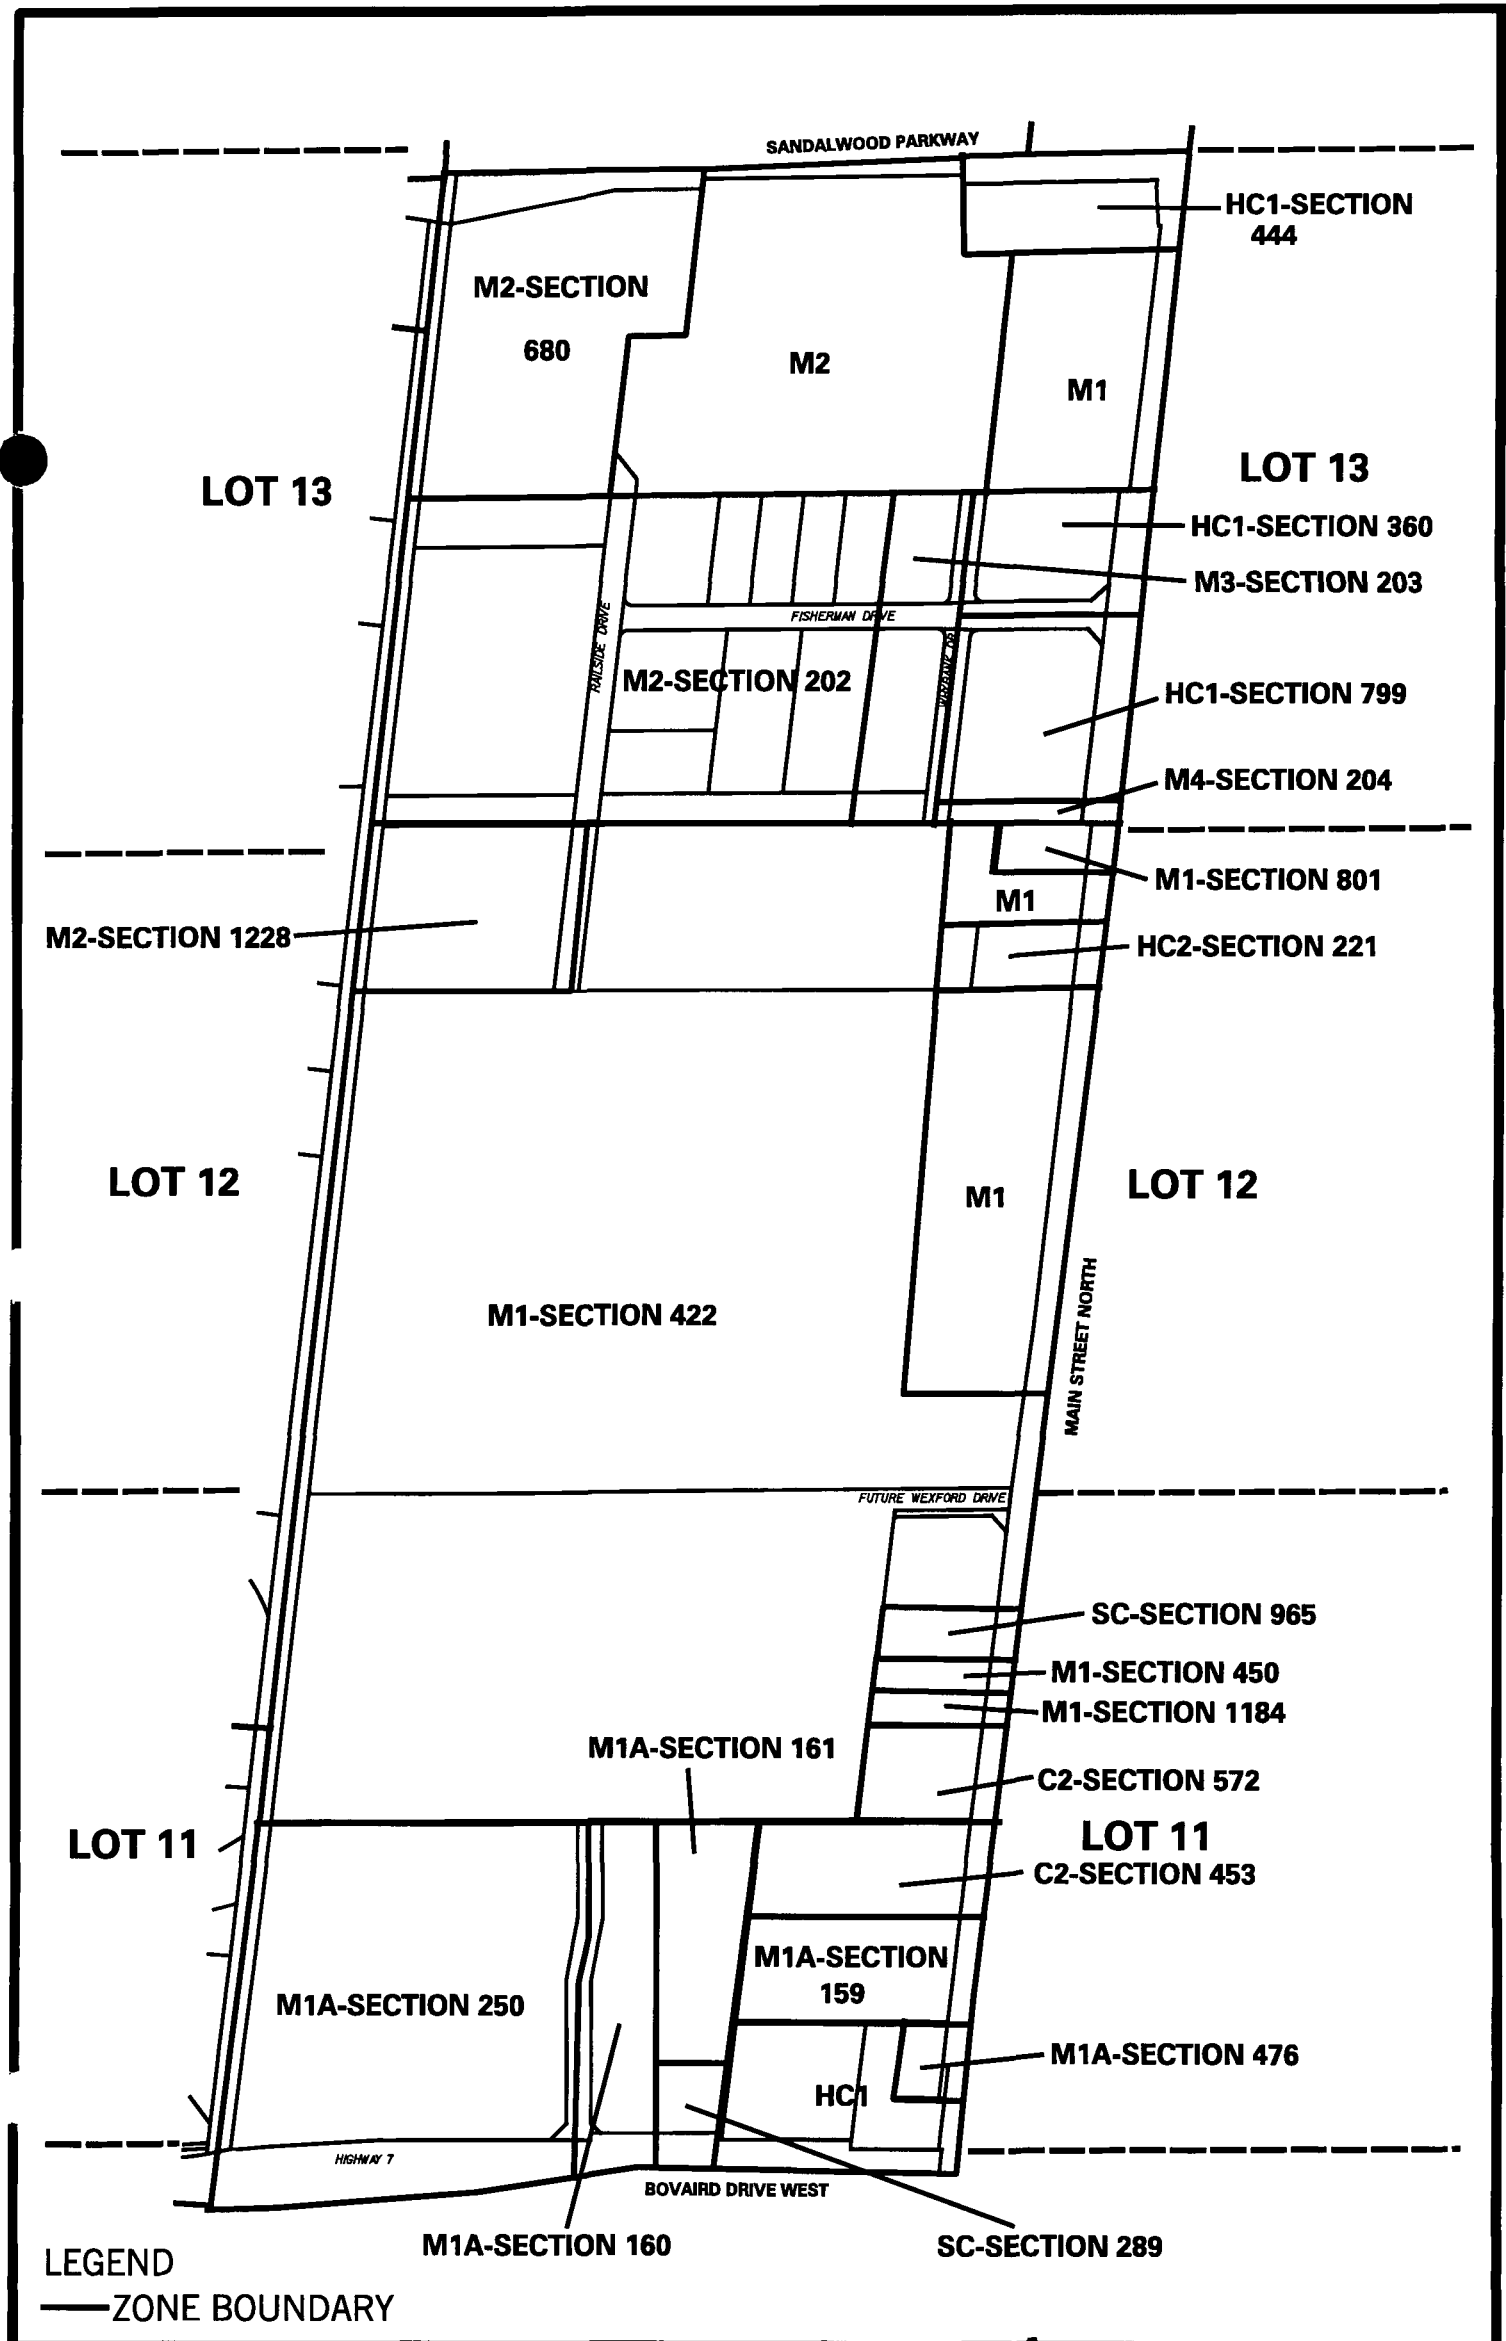 SANDALWOOD PARKWAY
HC1-SECTION
444
M2-SECTION
680
M2
M1
LOT 13
LOT 13
HC1-SECTION 360
M3-SECTION 203
FISHERMAN DRIVE
RAILSIDE DRIVE
M2-SECTION 202
HC1-SECTION 799
M4-SECTION 204
M1-SECTION 801
M1
M2-SECTION 1228
HC2-SECTION 221
LOT 12
LOT 12
M1
M1-SECTION 422
MAIN STREET NORTH
FUTURE WEXFORD DRIVE
SC-SECTION 965
M1-SECTION 450
M1-SECTION 1184
M1A-SECTION 161
C2-SECTION 572
LOT 11
LOT 11
C2-SECTION 453
M1A-SECTION
159
M1A-SECTION 250
M1A-SECTION 476
HC1
HIGHWAY 7
BOVAIRD DRIVE WEST
M1A-SECTION 160
SC-SECTION 289
LEGEND
ZONE BOUNDARY